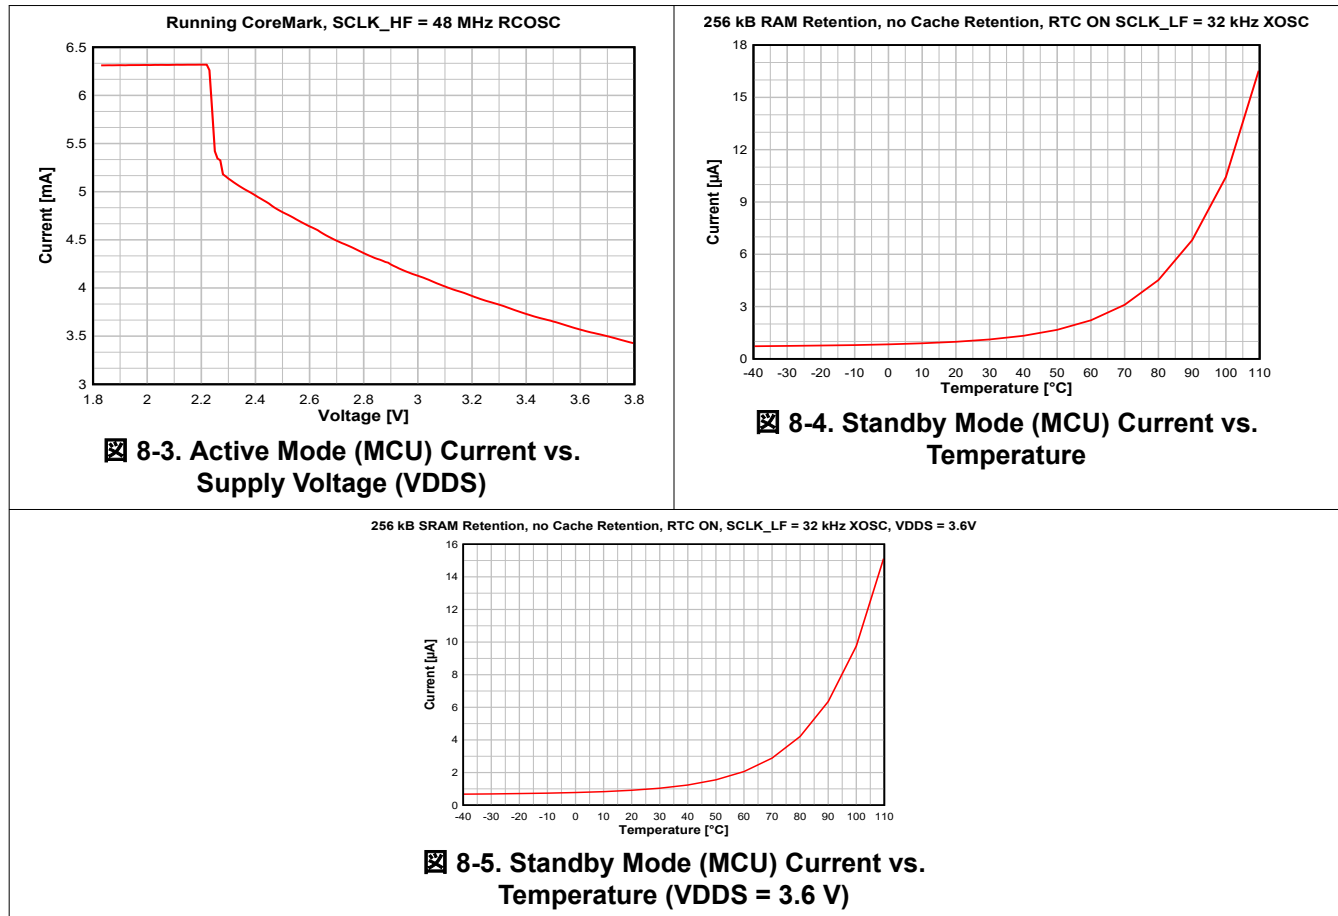 Running CoreMark, SCLK_HF = 48 MHz RCOSC
6.5
6
5.5
5
4.5
4
3.5
3
Current [mA]
1.8 2 2.2 2.4 2.6 2.8 3 3.2 3.4 3.6 3.8
Voltage [V]
図 8-3. Active Mode (MCU) Current vs.
Supply Voltage (VDDS)
256 kB RAM Retention, no Cache Retention, RTC ON SCLK_LF = 32 kHz XOSC
18
15
12
9
6
3
0
Current [µA]
-40 -30 -20 -10 0 10 20 30 40 50 60 70 80 90 100 110
Temperature [°C]
図 8-4. Standby Mode (MCU) Current vs.
Temperature
256 kB SRAM Retention, no Cache Retention, RTC ON, SCLK_LF = 32 kHz XOSC, VDDS = 3.6V
16
14
12
10
8
6
4
2
0
Current [µA]
-40 -30 -20 -10 0 10 20 30 40 50 60 70 80 90 100 110
Temperature [°C]
図 8-5. Standby Mode (MCU) Current vs.
Temperature (VDDS = 3.6 V)